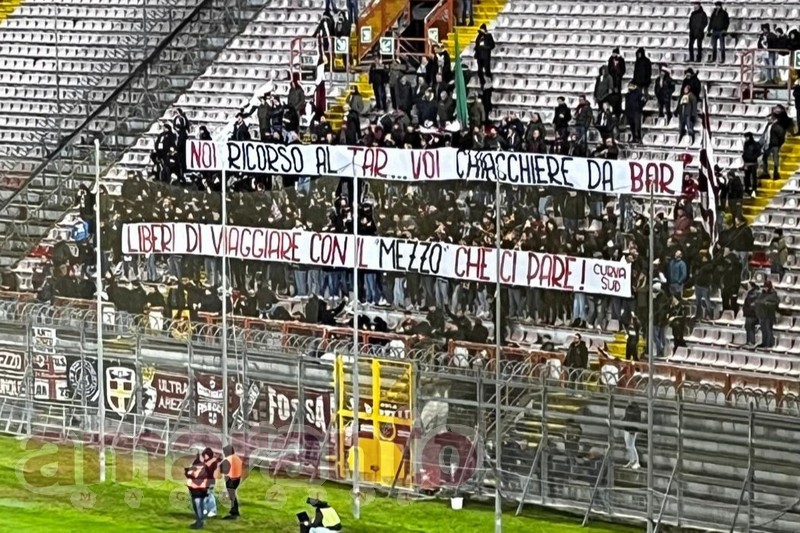 NOI RICORSO AL TAR... VOI CHIACCHIERE DA BAR
LIBERI DI VIAGGIARE CON IL "MEZZO" CHE CI PARE!
CURVA
SUD
ULTRA
FOSSA
amaranto